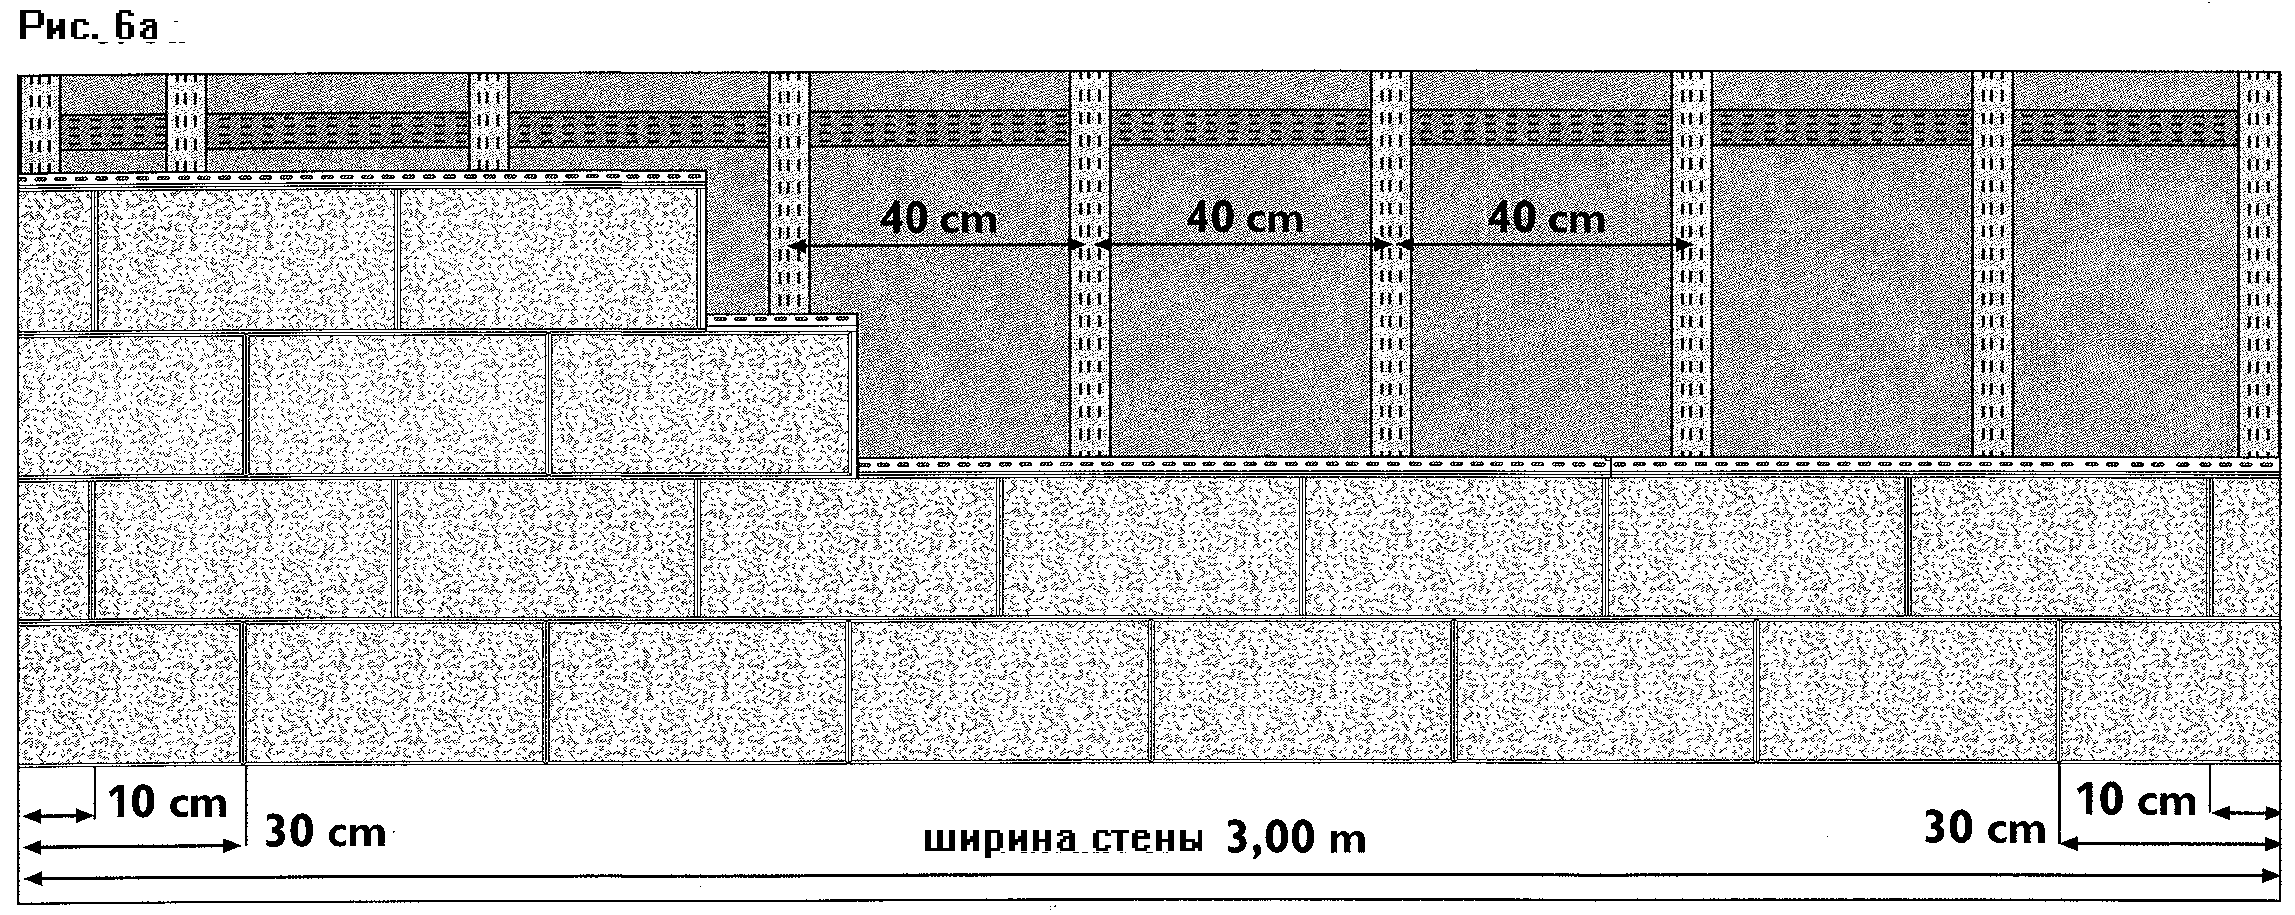 Рис. 6а
40 cm 40 cm 40 cm
10 cm 10 cm
30 cm ширина стены 3,00 m 30 cm